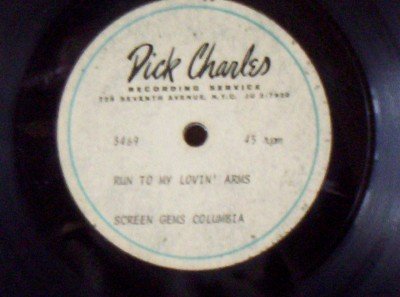 Dick Charles
RECORDING SERVICE
729 SEVENTH AVENUE, N.Y.C. JU 2-7920
3469 45 rpm
RUN TO MY LOVIN' ARMS
SCREEN GEMS COLUMBIA